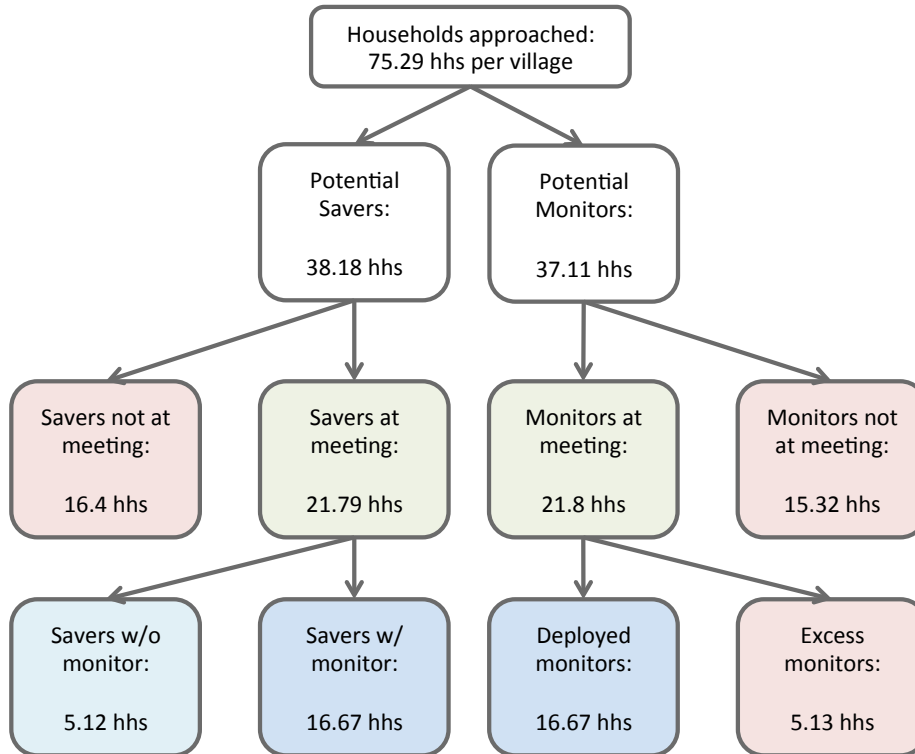 Households approached:
75.29 hhs per village
Potential
Savers:
38.18 hhs
Potential
Monitors:
37.11 hhs
Savers not at
meeting:
16.4 hhs
Savers at
meeting:
21.79 hhs
Monitors at
meeting:
21.8 hhs
Monitors not
at meeting:
15.32 hhs
Savers w/o
monitor:
5.12 hhs
Savers w/
monitor:
16.67 hhs
Deployed
monitors:
16.67 hhs
Excess
monitors:
5.13 hhs